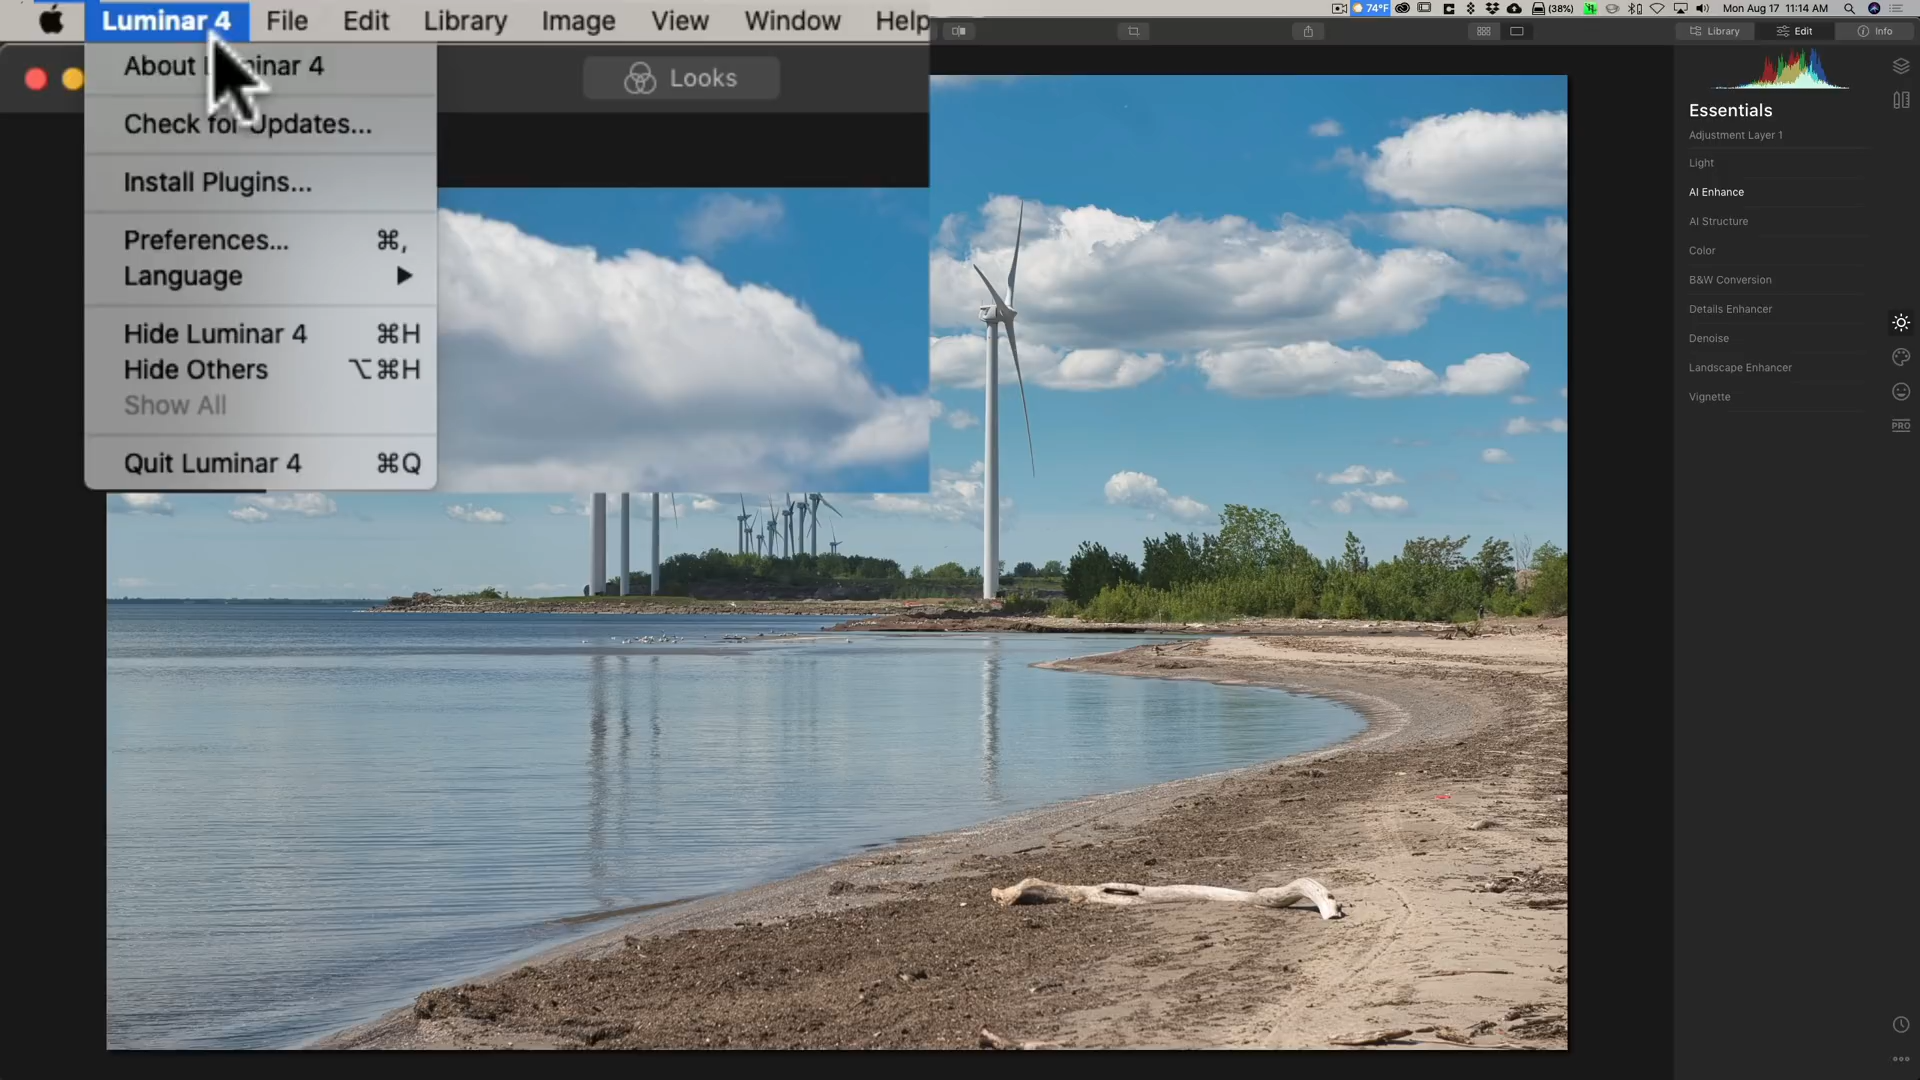 Luminar 4 File Edit Library Image View Window Help
74°F (38%) Mon Aug 17 11:14 AM
Looks
Library Edit Info
About Luminar 4
Check for Updates...
Install Plugins...
Preferences... ⌘,
Language ▶
Hide Luminar 4 ⌘H
Hide Others ⌥⌘H
Show All
Quit Luminar 4 ⌘Q
Essentials
Adjustment Layer 1
Light
AI Enhance
AI Structure
Color
B&W Conversion
Details Enhancer
Denoise
Landscape Enhancer
Vignette
PRO